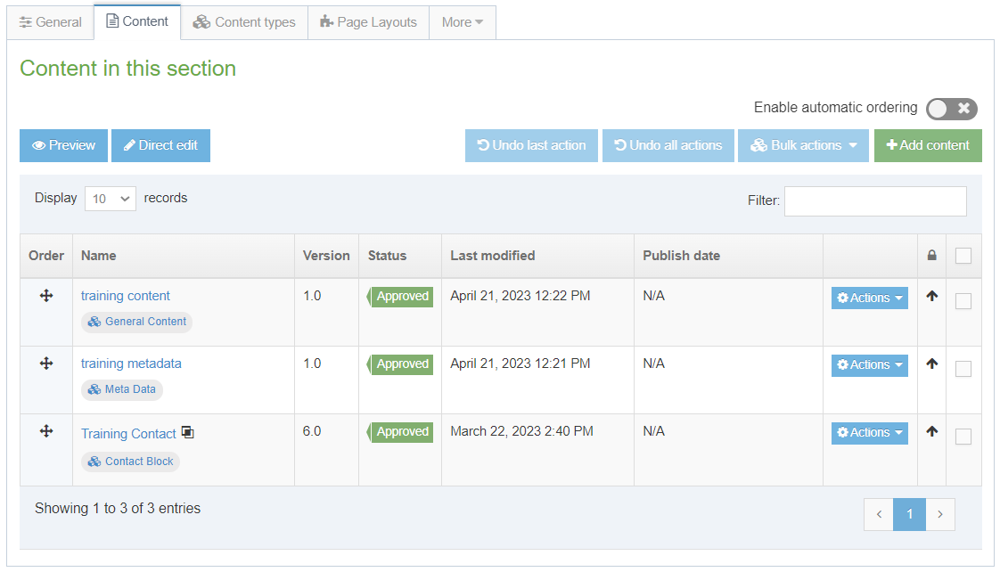 General Content Content types Page Layouts More
Content in this section
Enable automatic ordering
Preview Direct edit Undo last action Undo all actions Bulk actions Add content
Display 10 records Filter:
Order Name Version Status Last modified Publish date
training content 1.0 Approved April 21, 2023 12:22 PM N/A Actions
General Content
training metadata 1.0 Approved April 21, 2023 12:21 PM N/A Actions
Meta Data
Training Contact 6.0 Approved March 22, 2023 2:40 PM N/A Actions
Contact Block
Showing 1 to 3 of 3 entries 1